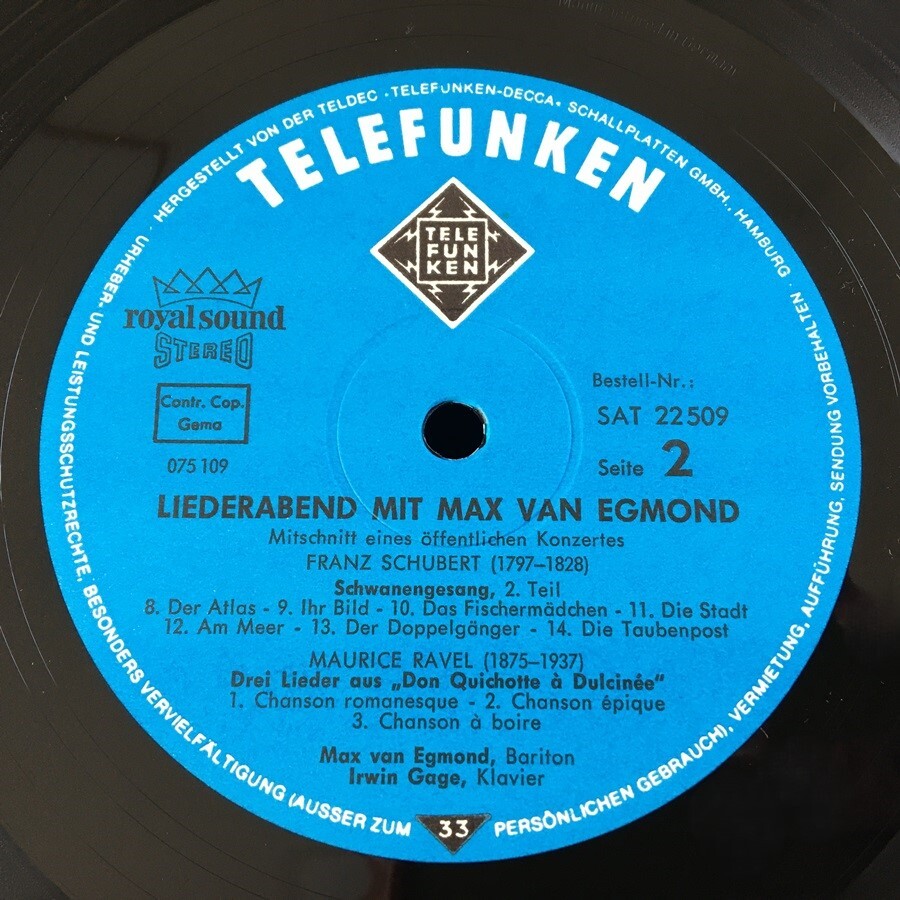 HERGESTELLT VON DER TELDEC · TELEFUNKEN-DECCA · SCHALLPLATTEN GMBH., HAMBURG ·
URHEBER- UND LEISTUNGSSCHUTZRECHTE, BESONDERS VERVIELFÄLTIGUNG (AUSSER ZUM PERSÖNLICHEN GEBRAUCH), VERMIETUNG, AUFFÜHRUNG, SENDUNG VORBEHALTEN ·
TELEFUNKEN
TELE
FUN
KEN
royal sound
STEREO
Contr. Cop.
Gema
075 109
Bestell-Nr.:
SAT 22 509
Seite 2
LIEDERABEND MIT MAX VAN EGMOND
Mitschnitt eines öffentlichen Konzertes
FRANZ SCHUBERT (1797–1828)
Schwanengesang, 2. Teil
8. Der Atlas - 9. Ihr Bild - 10. Das Fischermädchen - 11. Die Stadt
12. Am Meer - 13. Der Doppelgänger - 14. Die Taubenpost
MAURICE RAVEL (1875–1937)
Drei Lieder aus „Don Quichotte à Dulcinée“
1. Chanson romanesque - 2. Chanson épique
3. Chanson à boire
Max van Egmond, Bariton
Irwin Gage, Klavier
33